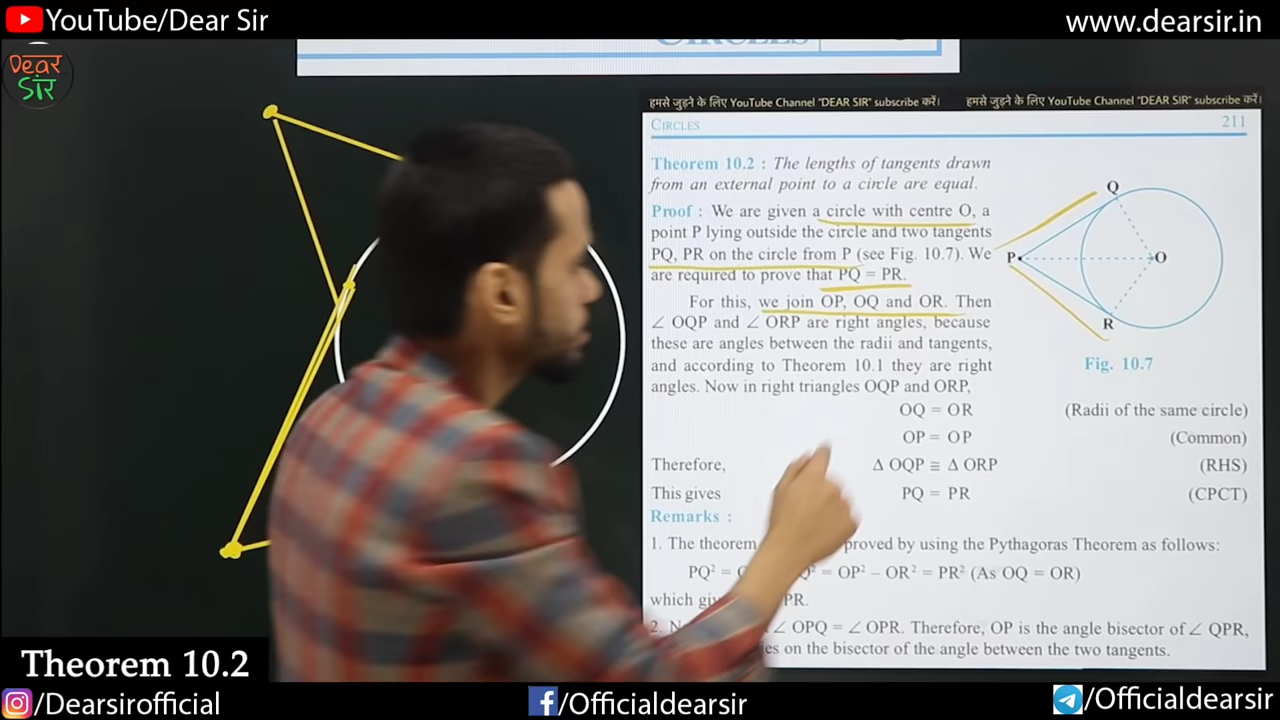 YouTube/Dear Sir
www.dearsir.in
Dear
सर
CIRCLES
हमसे जुड़ने के लिए YouTube Channel "DEAR SIR" subscribe करें।
हमसे जुड़ने के लिए YouTube Channel "DEAR SIR" subscribe करें।
CIRCLES
211
Theorem 10.2 : The lengths of tangents drawn
from an external point to a circle are equal.
Proof : We are given a circle with centre O, a
point P lying outside the circle and two tangents
PQ, PR on the circle from P (see Fig. 10.7). We
are required to prove that PQ = PR.
For this, we join OP, OQ and OR. Then
∠ OQP and ∠ ORP are right angles, because
these are angles between the radii and tangents,
and according to Theorem 10.1 they are right
angles. Now in right triangles OQP and ORP,
Q
P
O
R
Fig. 10.7
OQ = OR (Radii of the same circle)
OP = OP (Common)
Therefore, Δ OQP ≅ Δ ORP (RHS)
This gives PQ = PR (CPCT)
Remarks :
1. The theorem proved by using the Pythagoras Theorem as follows:
PQ² = = OP² – OR² = PR² (As OQ = OR)
which PR.
2. ∠ OPQ = ∠ OPR. Therefore, OP is the angle bisector of ∠ QPR,
on the bisector of the angle between the two tangents.
Theorem 10.2
/Dearsirofficial
/Officialdearsir
/Officialdearsir